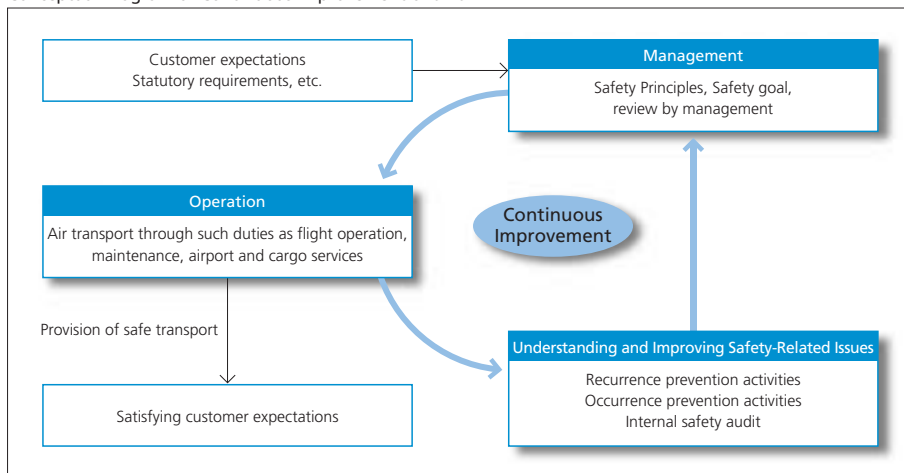 Customer expectations
Statutory requirements, etc.
Management
Safety Principles, Safety goal,
review by management
Operation
Air transport through such duties as flight operation,
maintenance, airport and cargo services
Continuous
Improvement
Provision of safe transport
Understanding and Improving Safety-Related Issues
Recurrence prevention activities
Occurrence prevention activities
Internal safety audit
Satisfying customer expectations